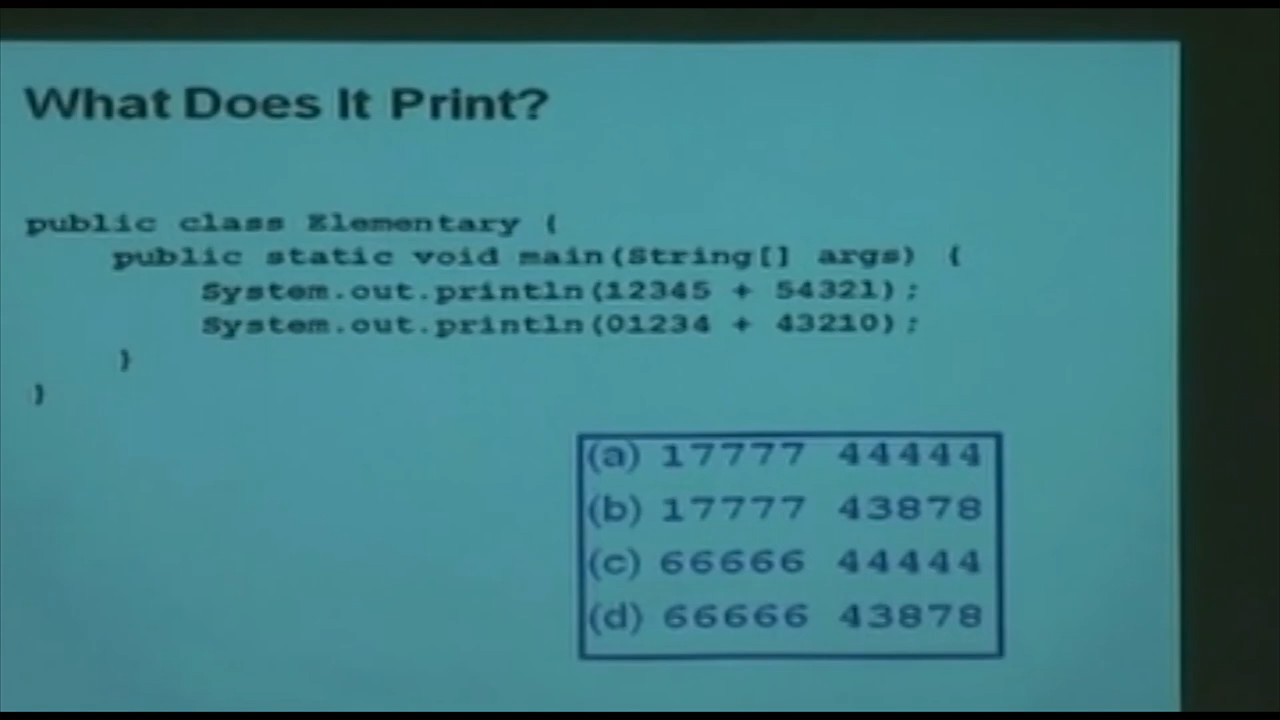 What Does It Print?
public class Elementary {
public static void main(String[] args) {
System.out.println(12345 + 54321);
System.out.println(01234 + 43210);
}
}
(a) 17777 44444
(b) 17777 43878
(c) 66666 44444
(d) 66666 43878